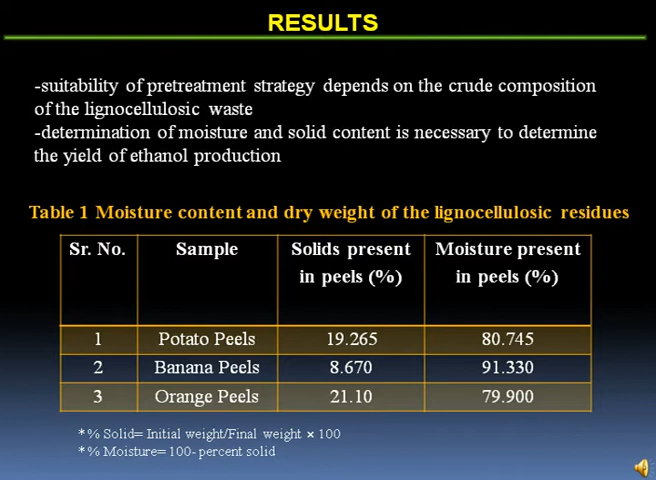 RESULTS
-suitability of pretreatment strategy depends on the crude composition
of the lignocellulosic waste
-determination of moisture and solid content is necessary to determine
the yield of ethanol production
Table 1 Moisture content and dry weight of the lignocellulosic residues
Sr. No. Sample Solids present in peels (%) Moisture present in peels (%)
1 Potato Peels 19.265 80.745
2 Banana Peels 8.670 91.330
3 Orange Peels 21.10 79.900
*% Solid= Initial weight/Final weight × 100
*% Moisture= 100- percent solid